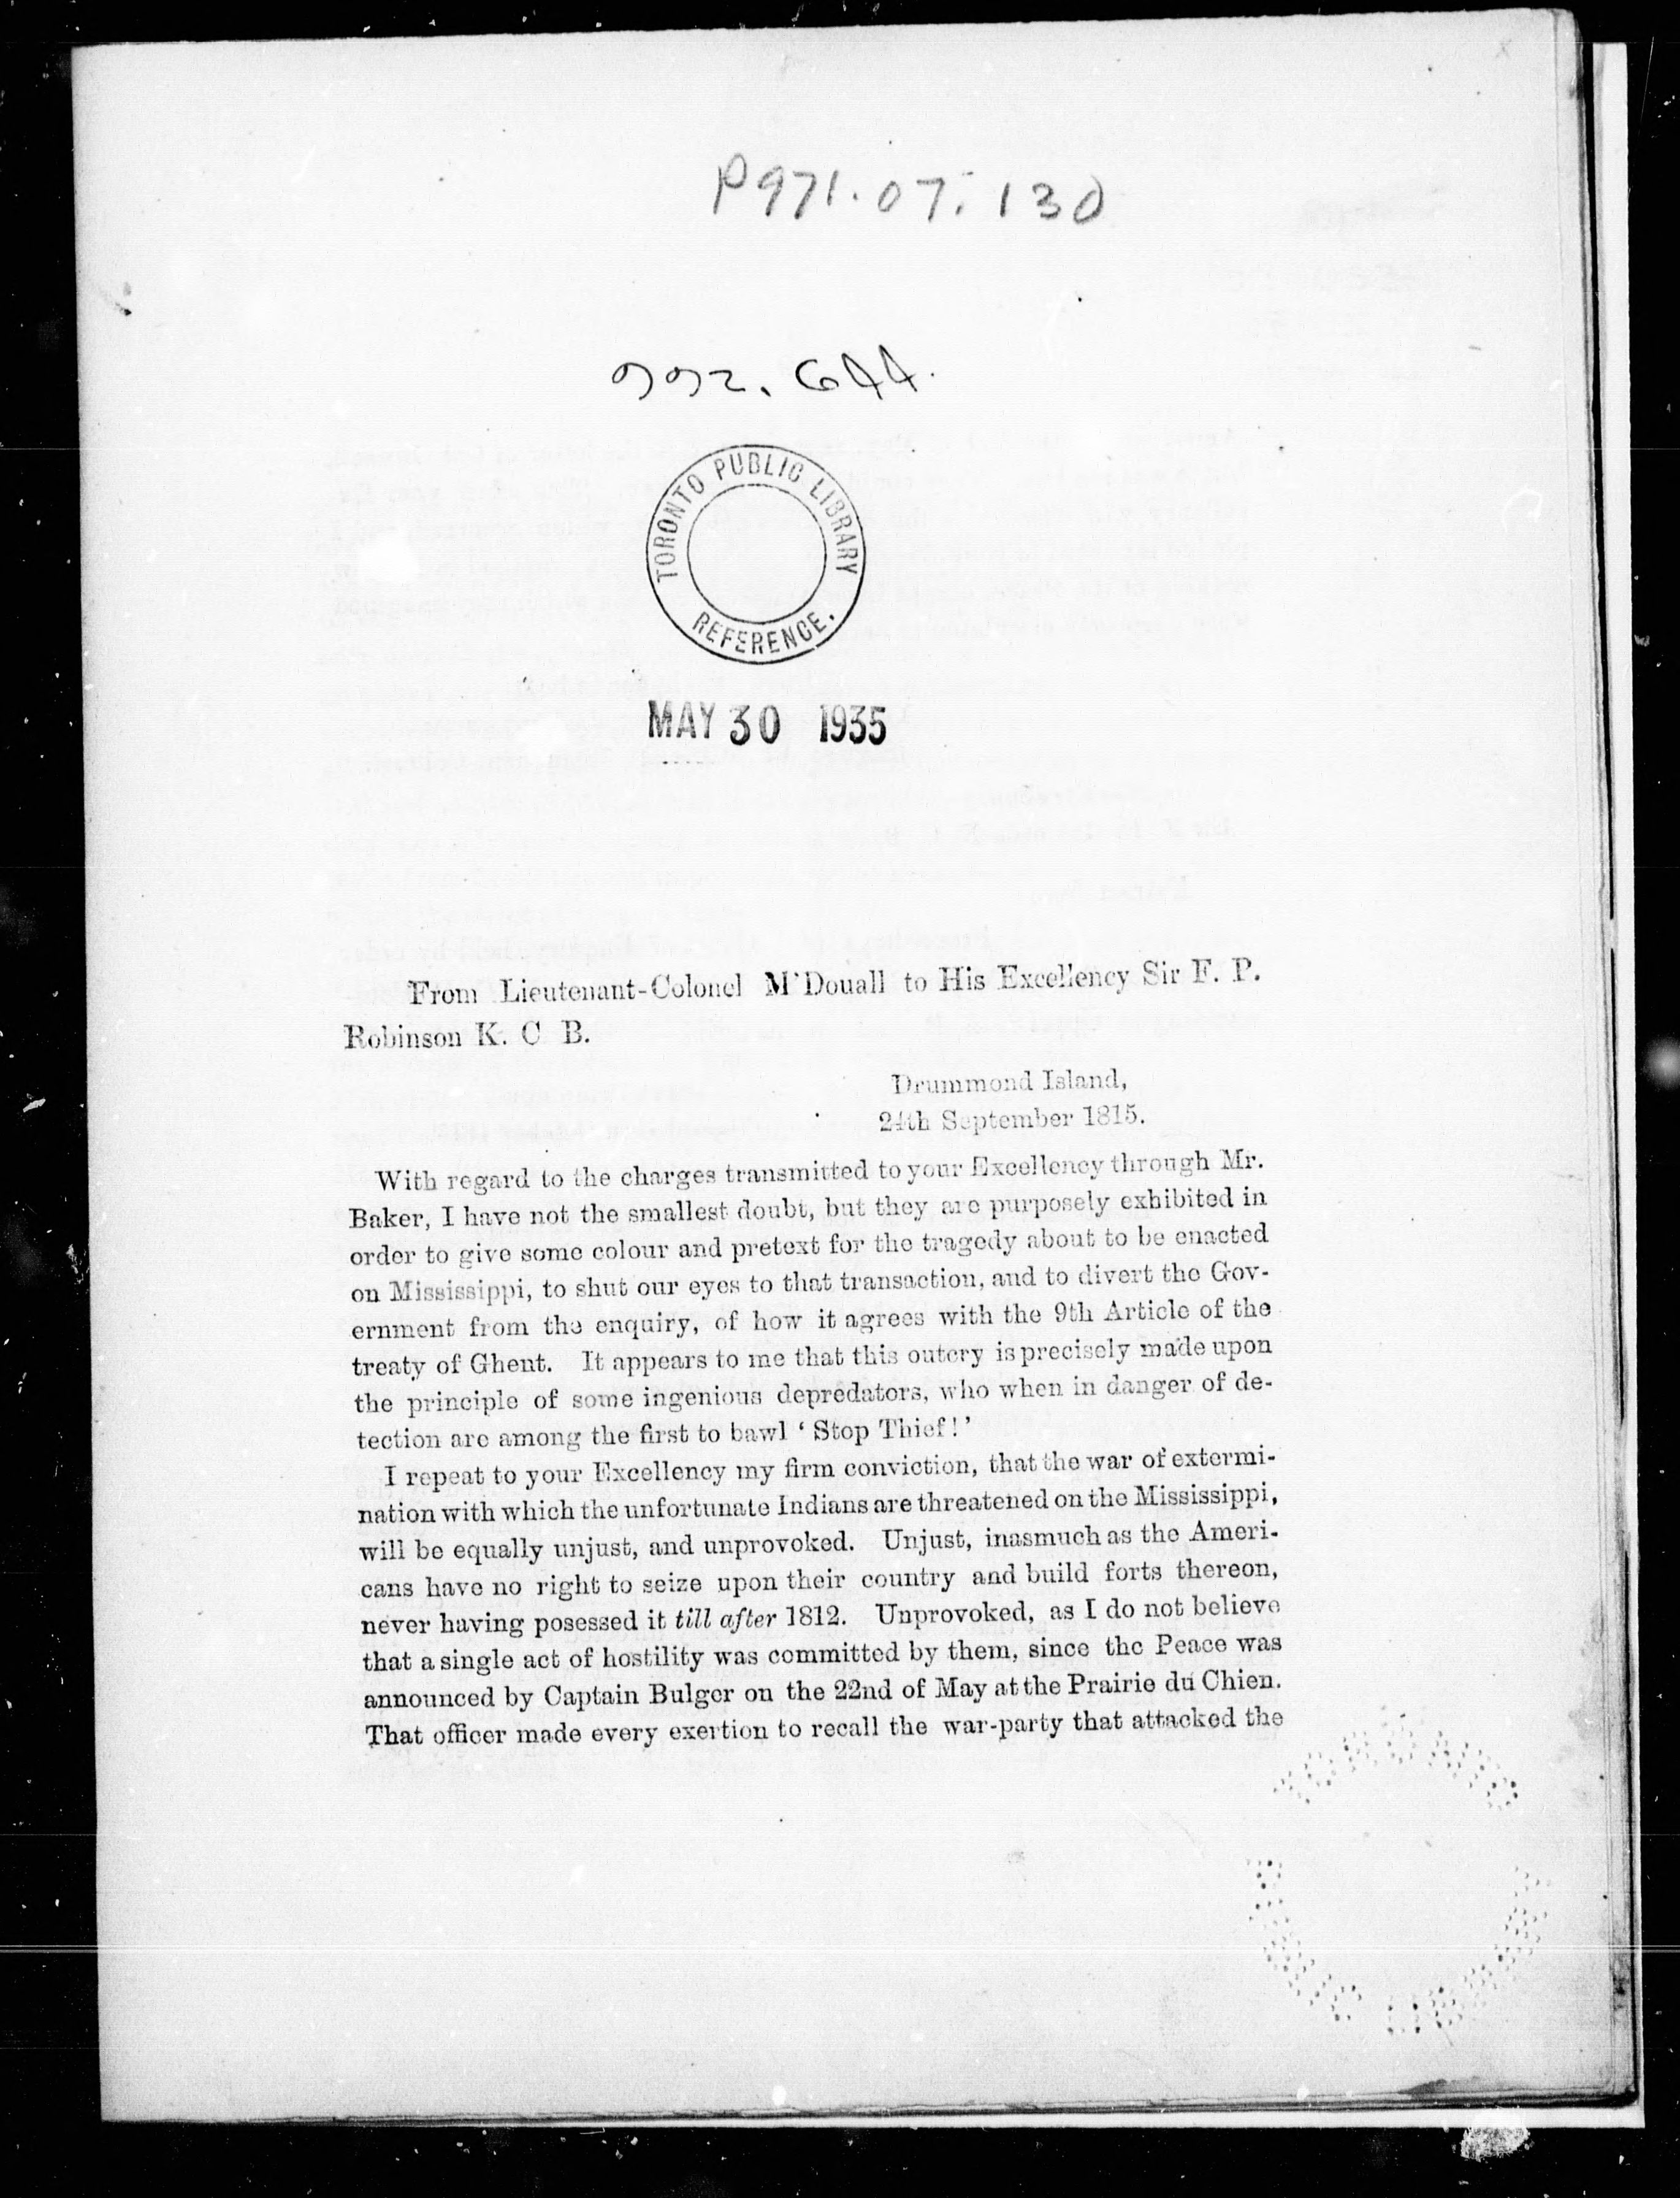 P971.07.130
TORONTO PUBLIC LIBRARY
REFERENCE.
MAY 30 1935
From Lieutenant-Colonel M'Douall to His Excellency Sir F. P.
Robinson K. C B.
Drummond Island,
24th September 1815.
With regard to the charges transmitted to your Excellency through Mr.
Baker, I have not the smallest doubt, but they are purposely exhibited in
order to give some colour and pretext for the tragedy about to be enacted
on Mississippi, to shut our eyes to that transaction, and to divert the Gov-
ernment from the enquiry, of how it agrees with the 9th Article of the
treaty of Ghent. It appears to me that this outcry is precisely made upon
the principle of some ingenious depredators, who when in danger of de-
tection are among the first to bawl ‘ Stop Thief!’
I repeat to your Excellency my firm conviction, that the war of extermi-
nation with which the unfortunate Indians are threatened on the Mississippi,
will be equally unjust, and unprovoked. Unjust, inasmuch as the Ameri-
cans have no right to seize upon their country and build forts thereon,
never having posessed it till after 1812. Unprovoked, as I do not believe
that a single act of hostility was committed by them, since the Peace was
announced by Captain Bulger on the 22nd of May at the Prairie du Chien.
That officer made every exertion to recall the war-party that attacked the
TORONTO
PUBLIC LIBRARY